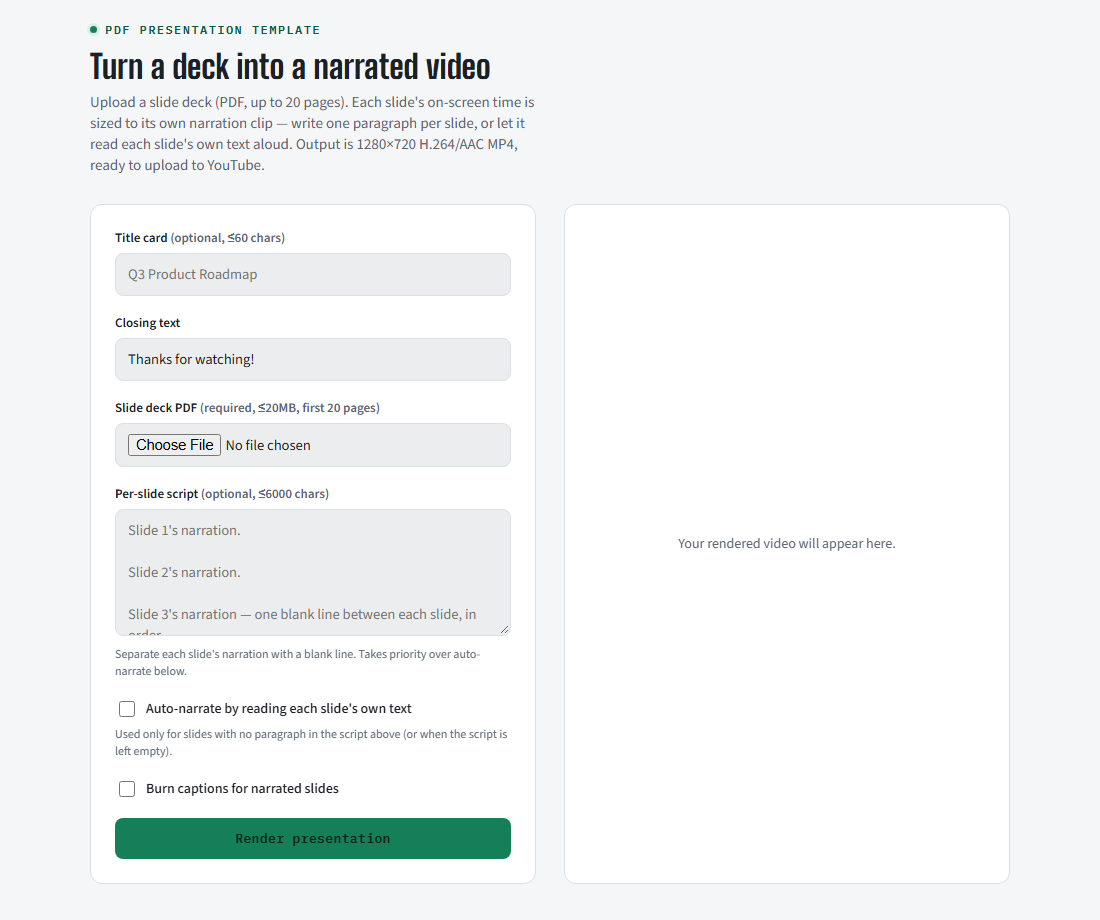 PDF PRESENTATION TEMPLATE
Turn a deck into a narrated video
Upload a slide deck (PDF, up to 20 pages). Each slide's on-screen time is
sized to its own narration clip — write one paragraph per slide, or let it
read each slide's own text aloud. Output is 1280×720 H.264/AAC MP4,
ready to upload to YouTube.
Title card (optional, ≤60 chars)
Q3 Product Roadmap
Closing text
Thanks for watching!
Slide deck PDF (required, ≤20MB, first 20 pages)
Choose File No file chosen
Per-slide script (optional, ≤6000 chars)
Slide 1's narration.
Slide 2's narration.
Slide 3's narration — one blank line between each slide, in
order.
Separate each slide's narration with a blank line. Takes priority over auto-
narrate below.
Auto-narrate by reading each slide's own text
Used only for slides with no paragraph in the script above (or when the script is
left empty).
Burn captions for narrated slides
Render presentation
Your rendered video will appear here.